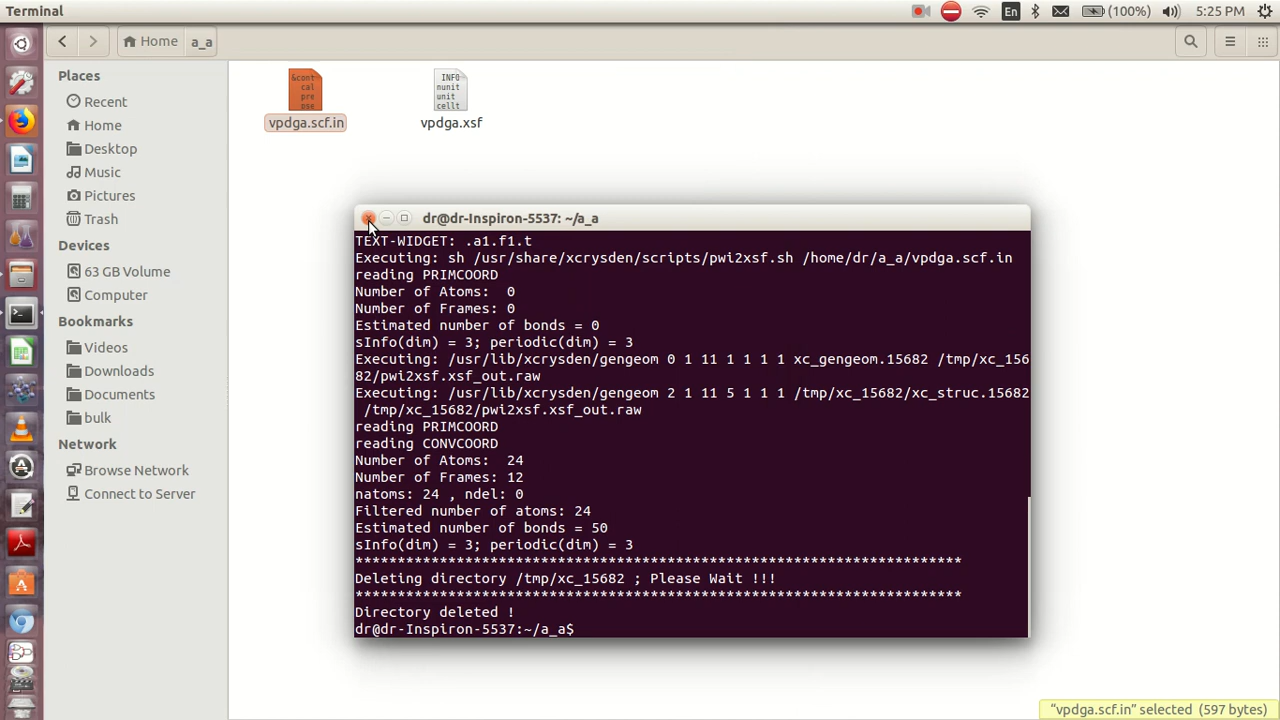 Terminal
En
(100%)
5:25 PM
Home
a_a
Places
Recent
Home
Desktop
Music
Pictures
Trash
Devices
63 GB Volume
Computer
Bookmarks
Videos
Downloads
Documents
bulk
Network
Browse Network
Connect to Server
&cont
cal
pre
pse
vpdga.scf.in
INFO
nunit
unit
cellt
vpdga.xsf
dr@dr-Inspiron-5537: ~/a_a
TEXT-WIDGET: .a1.f1.t
Executing: sh /usr/share/xcrysden/scripts/pwi2xsf.sh /home/dr/a_a/vpdga.scf.in
reading PRIMCOORD
Number of Atoms:  0
Number of Frames: 0
Estimated number of bonds = 0
sInfo(dim) = 3; periodic(dim) = 3
Executing: /usr/lib/xcrysden/gengeom 0 1 11 1 1 1 1 xc_gengeom.15682 /tmp/xc_156
82/pwi2xsf.xsf_out.raw
Executing: /usr/lib/xcrysden/gengeom 2 1 11 5 1 1 1 /tmp/xc_15682/xc_struc.15682
 /tmp/xc_15682/pwi2xsf.xsf_out.raw
reading PRIMCOORD
reading CONVCOORD
Number of Atoms:  24
Number of Frames: 12
natoms: 24 , ndel: 0
Filtered number of atoms: 24
Estimated number of bonds = 50
sInfo(dim) = 3; periodic(dim) = 3
************************************************************************
Deleting directory /tmp/xc_15682 ; Please Wait !!!
************************************************************************
Directory deleted !
dr@dr-Inspiron-5537:~/a_a$
"vpdga.scf.in" selected (597 bytes)